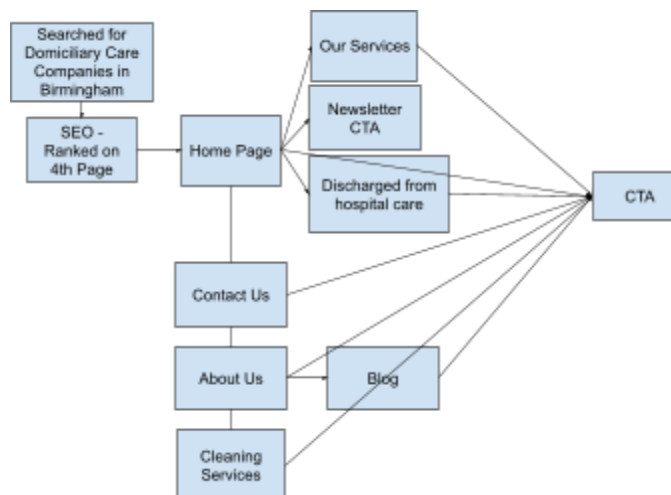 Searched for
Domiciliary Care
Companies in
Birmingham
SEO -
Ranked on
4th Page
Home Page
Our Services
Newsletter
CTA
Discharged from
hospital care
CTA
Contact Us
About Us
Blog
Cleaning
Services